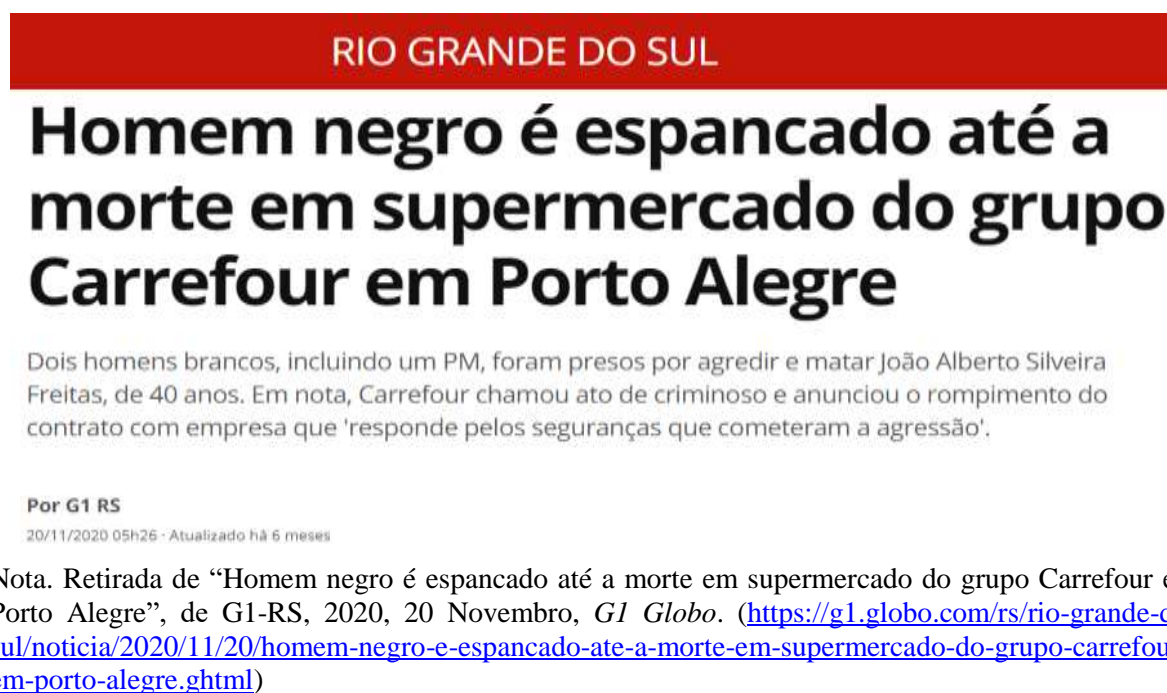 RIO GRANDE DO SUL
Homem negro é espancado até a
morte em supermercado do grupo
Carrefour em Porto Alegre
Dois homens brancos, incluindo um PM, foram presos por agredir e matar João Alberto Silveira
Freitas, de 40 anos. Em nota, Carrefour chamou ato de criminoso e anunciou o rompimento do
contrato com empresa que 'responde pelos seguranças que cometeram a agressão'.
Por G1 RS
20/11/2020 05h26 · Atualizado há 6 meses
Nota. Retirada de “Homem negro é espancado até a morte em supermercado do grupo Carrefour e
Porto Alegre”, de G1-RS, 2020, 20 Novembro, G1 Globo. (https://g1.globo.com/rs/rio-grande-d
sul/noticia/2020/11/20/homem-negro-e-espancado-ate-a-morte-em-supermercado-do-grupo-carrefou
em-porto-alegre.ghtml)